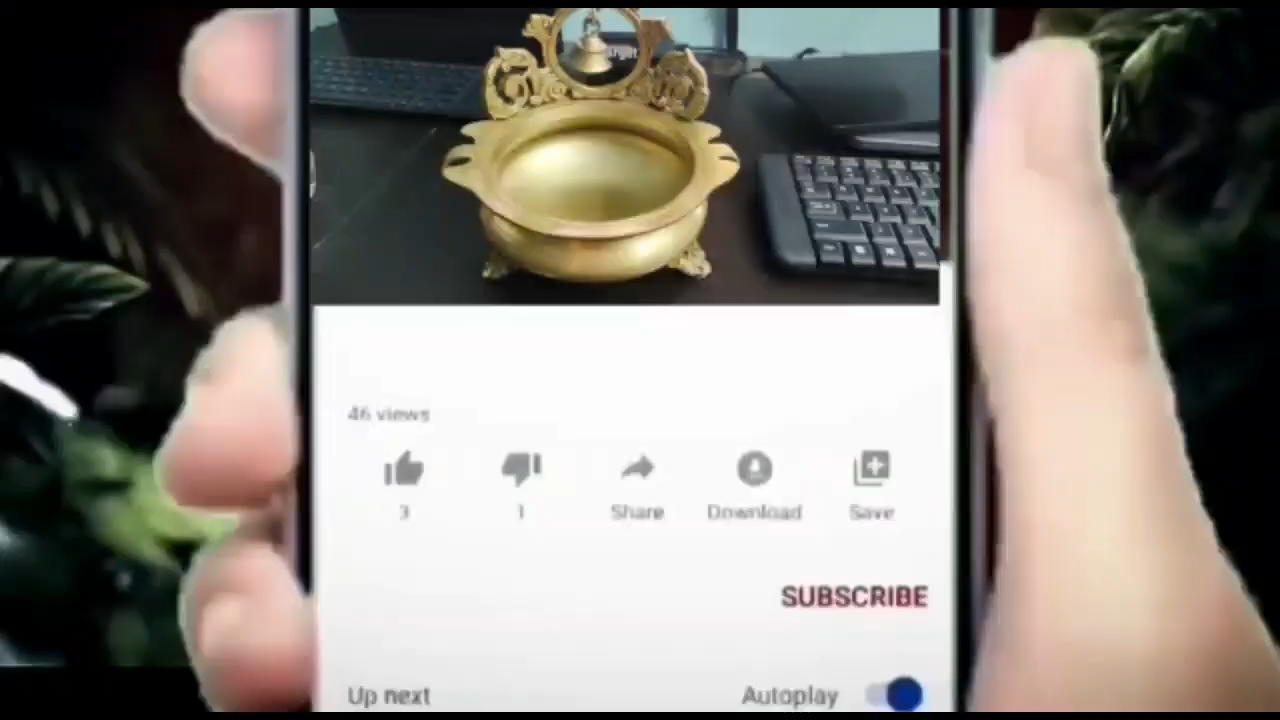 46 views
3
1
Share
Download
Save
SUBSCRIBE
Up next
Autoplay